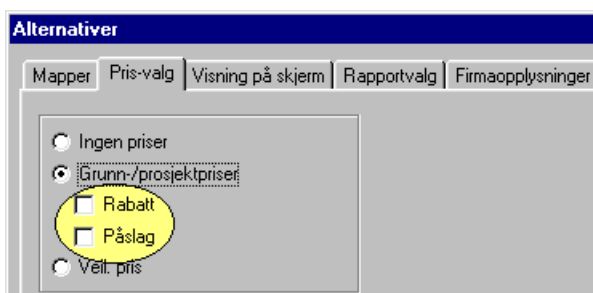 Alternativer
Mapper Pris-valg Visning på skjerm Rapportvalg Firmaopplysninger
Ingen priser
Grunn-/prosjektpriser
Rabatt
Påslag
Veil. pris